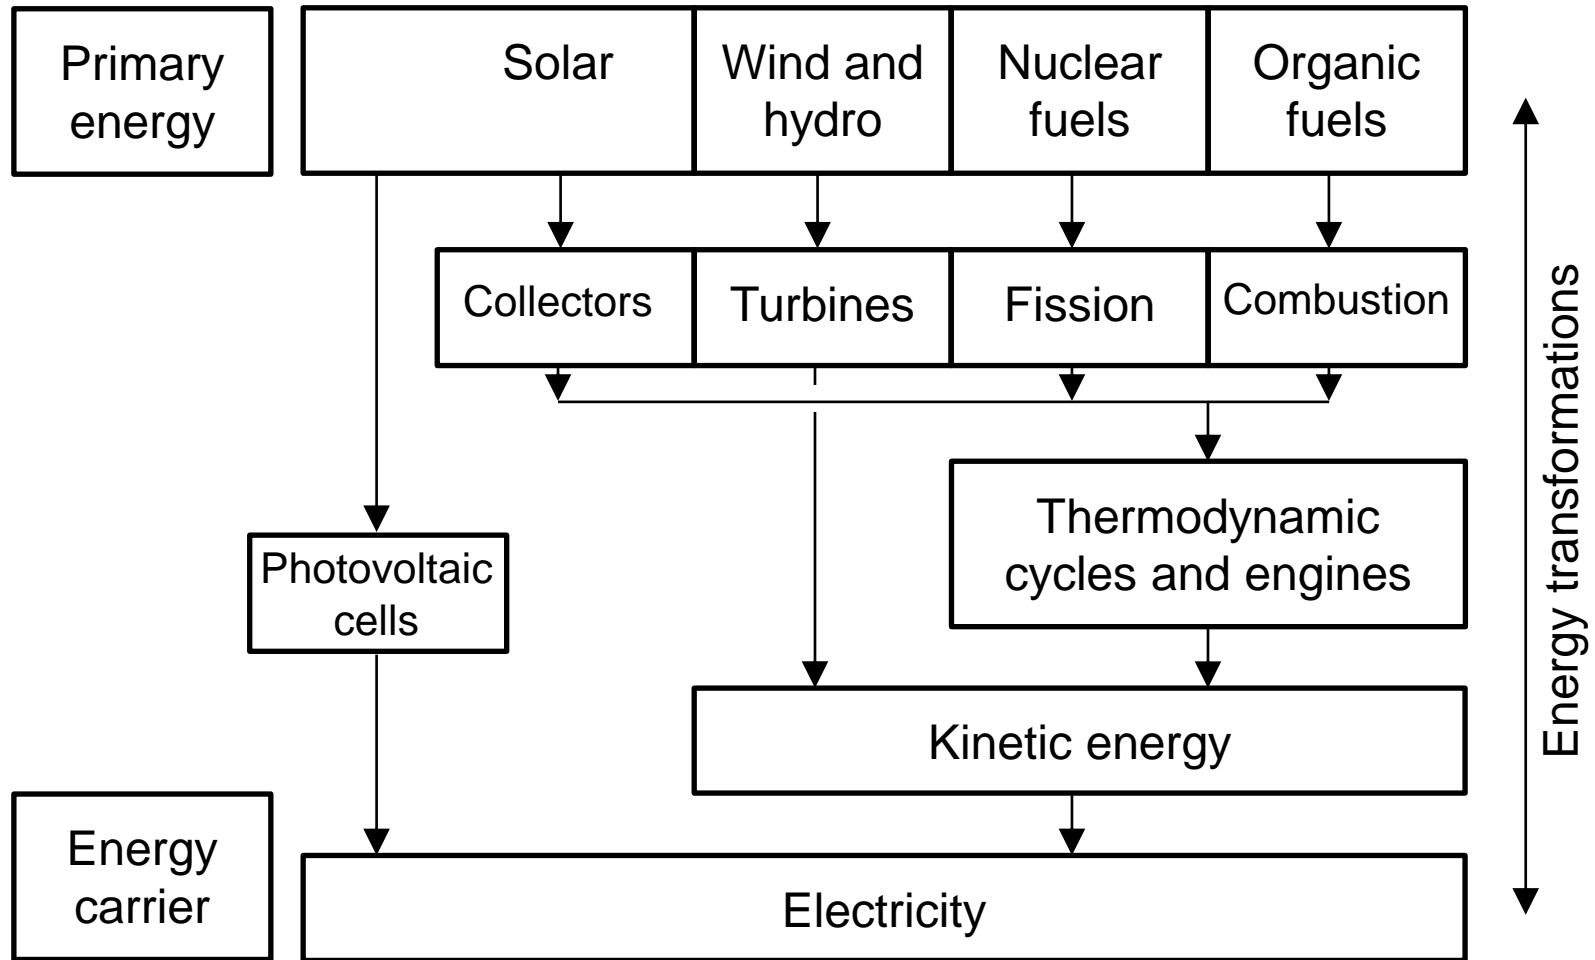 Primary
energy
Solar
Wind and
hydro
Nuclear
fuels
Organic
fuels
Collectors
Turbines
Fission
Combustion
Thermodynamic
cycles and engines
Photovoltaic
cells
Kinetic energy
Energy
carrier
Electricity
Energy transformations